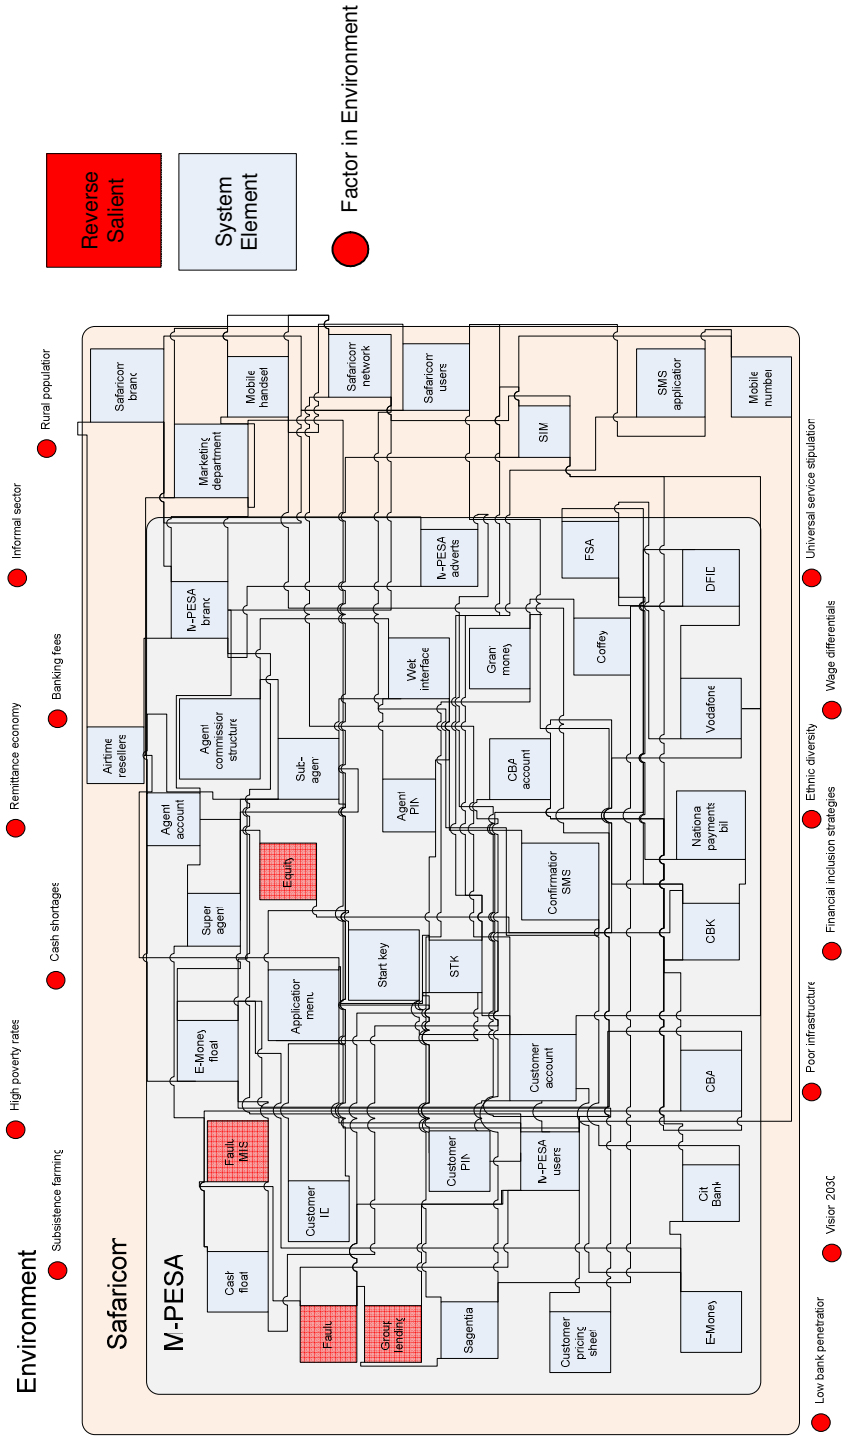 Environment
High poverty rates
Remittance economy
Informal sector
Subsistence farming
Cash shortages
Banking fees
Rural population
Reverse
Salient
System
Element
Factor in Environment
Safaricom
Airtime
resellers
Safaricom
brand
M-PESA
Agent
account
M-PESA
brand
Marketing
department
E-Money
float
Super
agent
Agent
commission
structure
Cash
float
Faulu
MIS
Equity
Mobile
handset
Customer
ID
Application
menu
Sub-
agent
Faulu
Safaricom
network
Group
lending
Start key
Agent
PIN
Web
interface
Safaricom
users
Sagentia
Customer
PIN
STK
M-PESA
adverts
Grant
money
M-PESA
users
Customer
account
CBA
account
SIM
Customer
pricing
sheet
Confirmation
SMS
Coffey
FSA
SMS
application
E-Money
Citi
Bank
CBA
CBK
National
payments
bill
Vodafone
DFID
Mobile
number
Low bank penetration
Poor infrastructure
Ethnic diversity
Universal service stipulation
Vision 2030
Financial inclusion strategies
Wage differentials